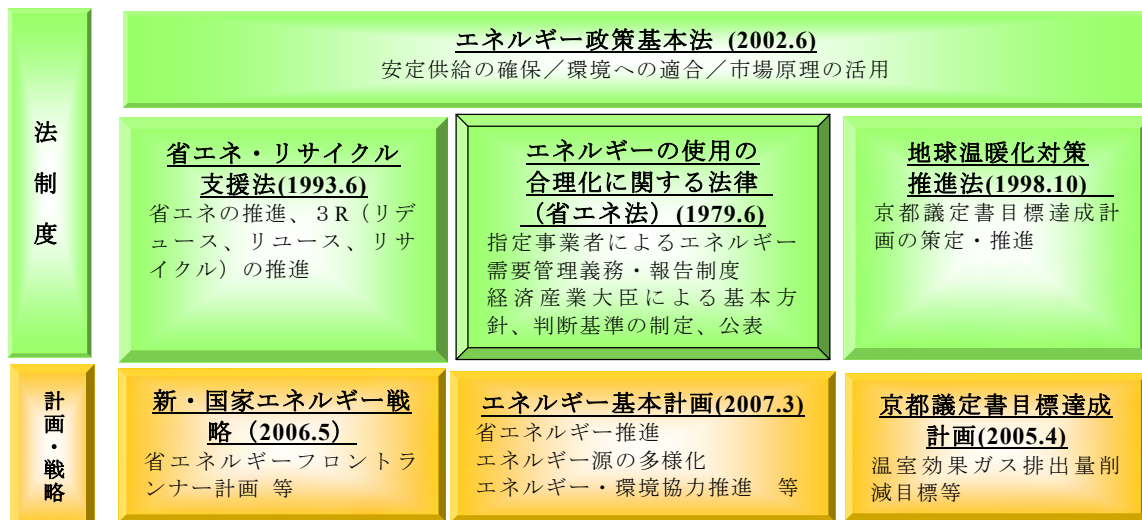 法
制
度
エネルギー政策基本法 (2002.6)
安定供給の確保／環境への適合／市場原理の活用
省エネ・リサイクル
支援法(1993.6)
省エネの推進、３R（リデ
ュース、リユース、リサ
イクル）の推進
エネルギーの使用の
合理化に関する法律
（省エネ法）(1979.6)
指定事業者によるエネルギー
需要管理義務・報告制度
経済産業大臣による基本方
針、判断基準の制定、公表
地球温暖化対策
推進法(1998.10)
京都議定書目標達成計
画の策定・推進
計
画
・
戦
略
新・国家エネルギー戦
略（2006.5）
省エネルギーフロントラ
ンナー計画 等
エネルギー基本計画(2007.3)
省エネルギー推進
エネルギー源の多様化
エネルギー・環境協力推進　等
京都議定書目標達成
計画(2005.4)
温室効果ガス排出量削
減目標等